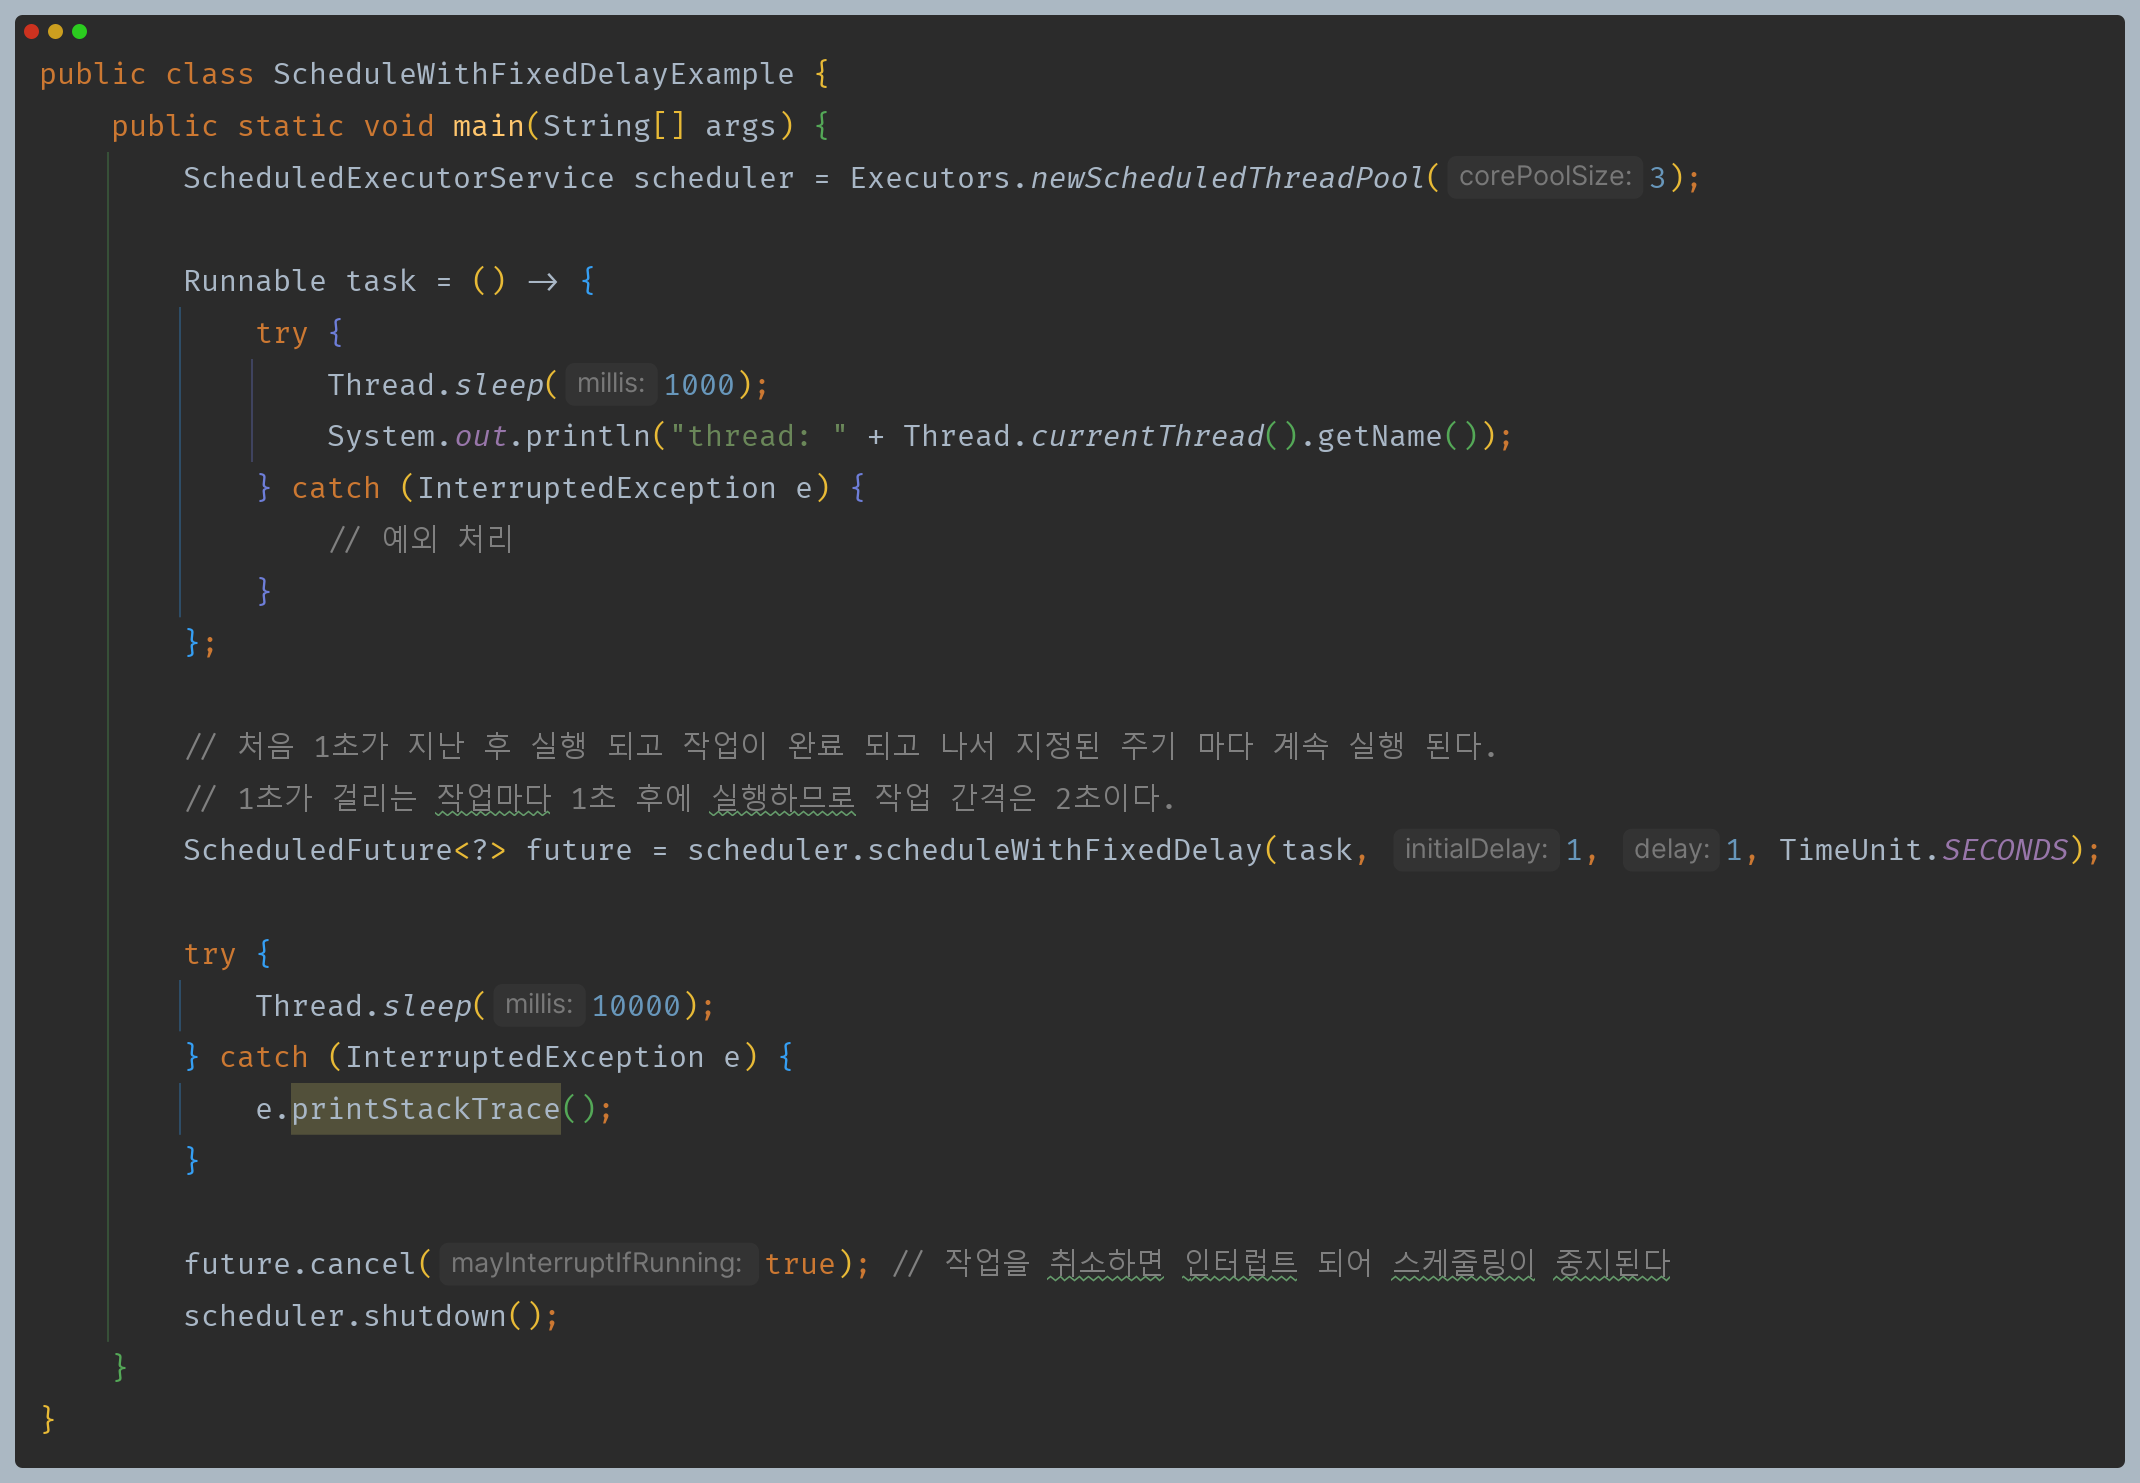 public class ScheduleWithFixedDelayExample {
    public static void main(String[] args) {
        ScheduledExecutorService scheduler = Executors.newScheduledThreadPool( corePoolSize: 3);

        Runnable task = () -> {
            try {
                Thread.sleep( millis: 1000);
                System.out.println("thread: " + Thread.currentThread().getName());
            } catch (InterruptedException e) {
                // 예외 처리
            }
        };

        // 처음 1초가 지난 후 실행 되고 작업이 완료 되고 나서 지정된 주기 마다 계속 실행 된다.
        // 1초가 걸리는 작업마다 1초 후에 실행하므로 작업 간격은 2초이다.
        ScheduledFuture<?> future = scheduler.scheduleWithFixedDelay(task, initialDelay: 1, delay: 1, TimeUnit.SECONDS);

        try {
            Thread.sleep( millis: 10000);
        } catch (InterruptedException e) {
            e.printStackTrace();
        }

        future.cancel( mayInterruptIfRunning: true); // 작업을 취소하면 인터럽트 되어 스케줄링이 중지된다
        scheduler.shutdown();
    }
}